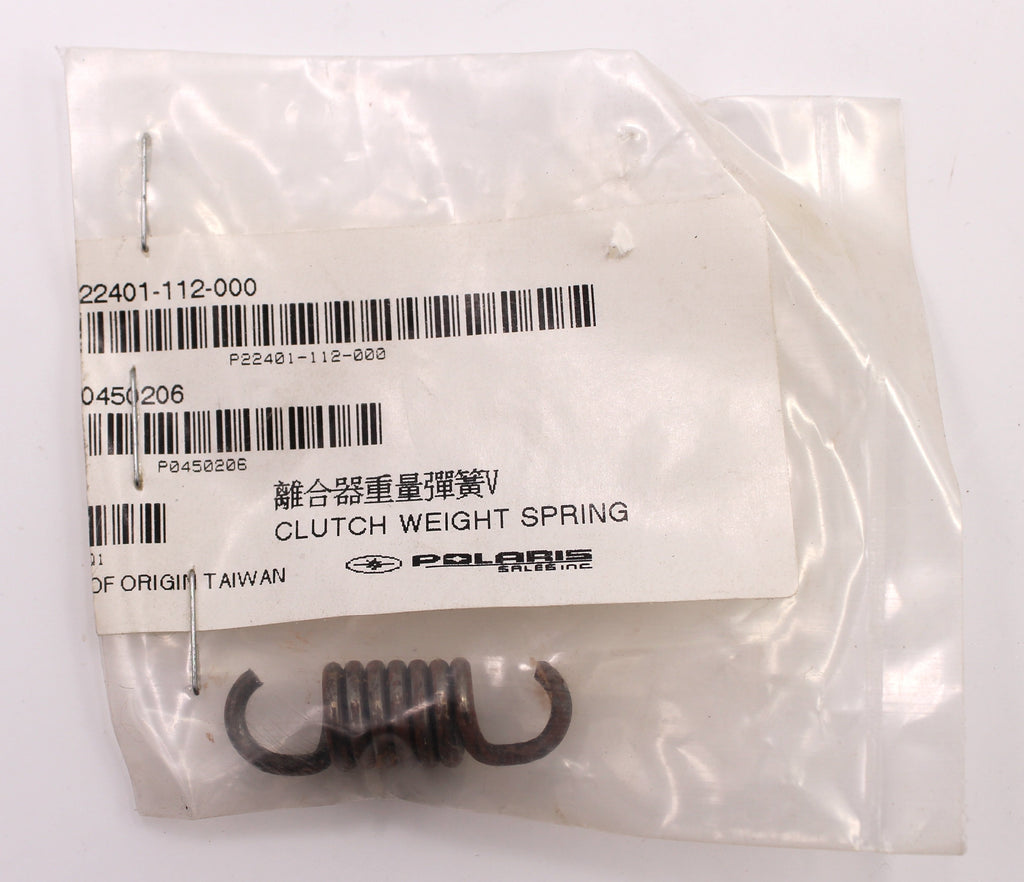 22401-112-000
P22401-112-000
0450206
P0450206
離合器重量彈簧V
CLUTCH WEIGHT SPRING
POLARIS
SALES INC
OF ORIGIN TAIWAN